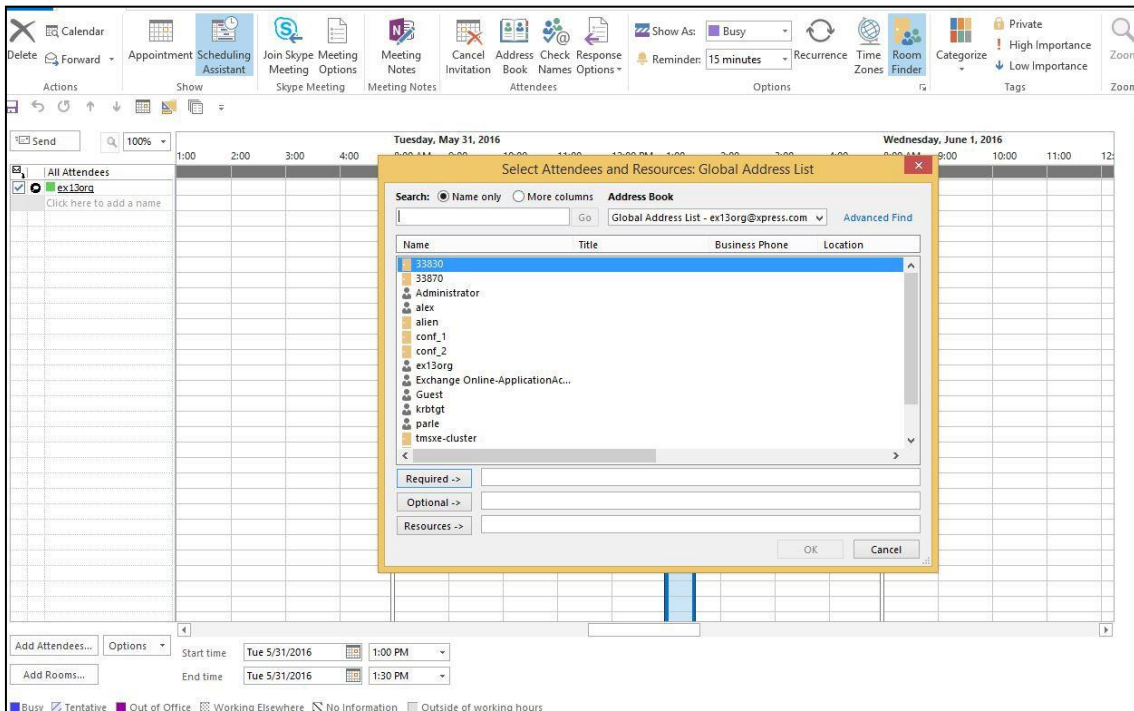 Delete
Calendar
Forward
Actions
Appointment
Scheduling
Assistant
Show
Join Skype
Meeting
Meeting
Options
Skype Meeting
Meeting
Notes
Meeting Notes
Cancel
Invitation
Address
Book
Check
Names
Response
Options
Attendees
Show As:
Busy
Reminder:
15 minutes
Recurrence
Time
Zones
Room
Finder
Options
Categorize
Private
High Importance
Low Importance
Tags
Zoom
Zoom
Send
100%
Tuesday, May 31, 2016
Wednesday, June 1, 2016
1:00 2:00 3:00 4:00
9:00 10:00 11:00 12:
All Attendees
ex13org
Click here to add a name
Select Attendees and Resources: Global Address List
Search: Name only More columns Address Book
Go Global Address List - ex13org@xpress.com Advanced Find
Name Title Business Phone Location
33830
33870
Administrator
alex
alien
conf_1
conf_2
ex13org
Exchange Online-ApplicationAc...
Guest
krbtgt
parle
tmsxe-cluster
Required ->
Optional ->
Resources ->
OK Cancel
Add Attendees... Options
Start time Tue 5/31/2016 1:00 PM
Add Rooms...
End time Tue 5/31/2016 1:30 PM
Busy Tentative Out of Office Working Elsewhere No Information Outside of working hours